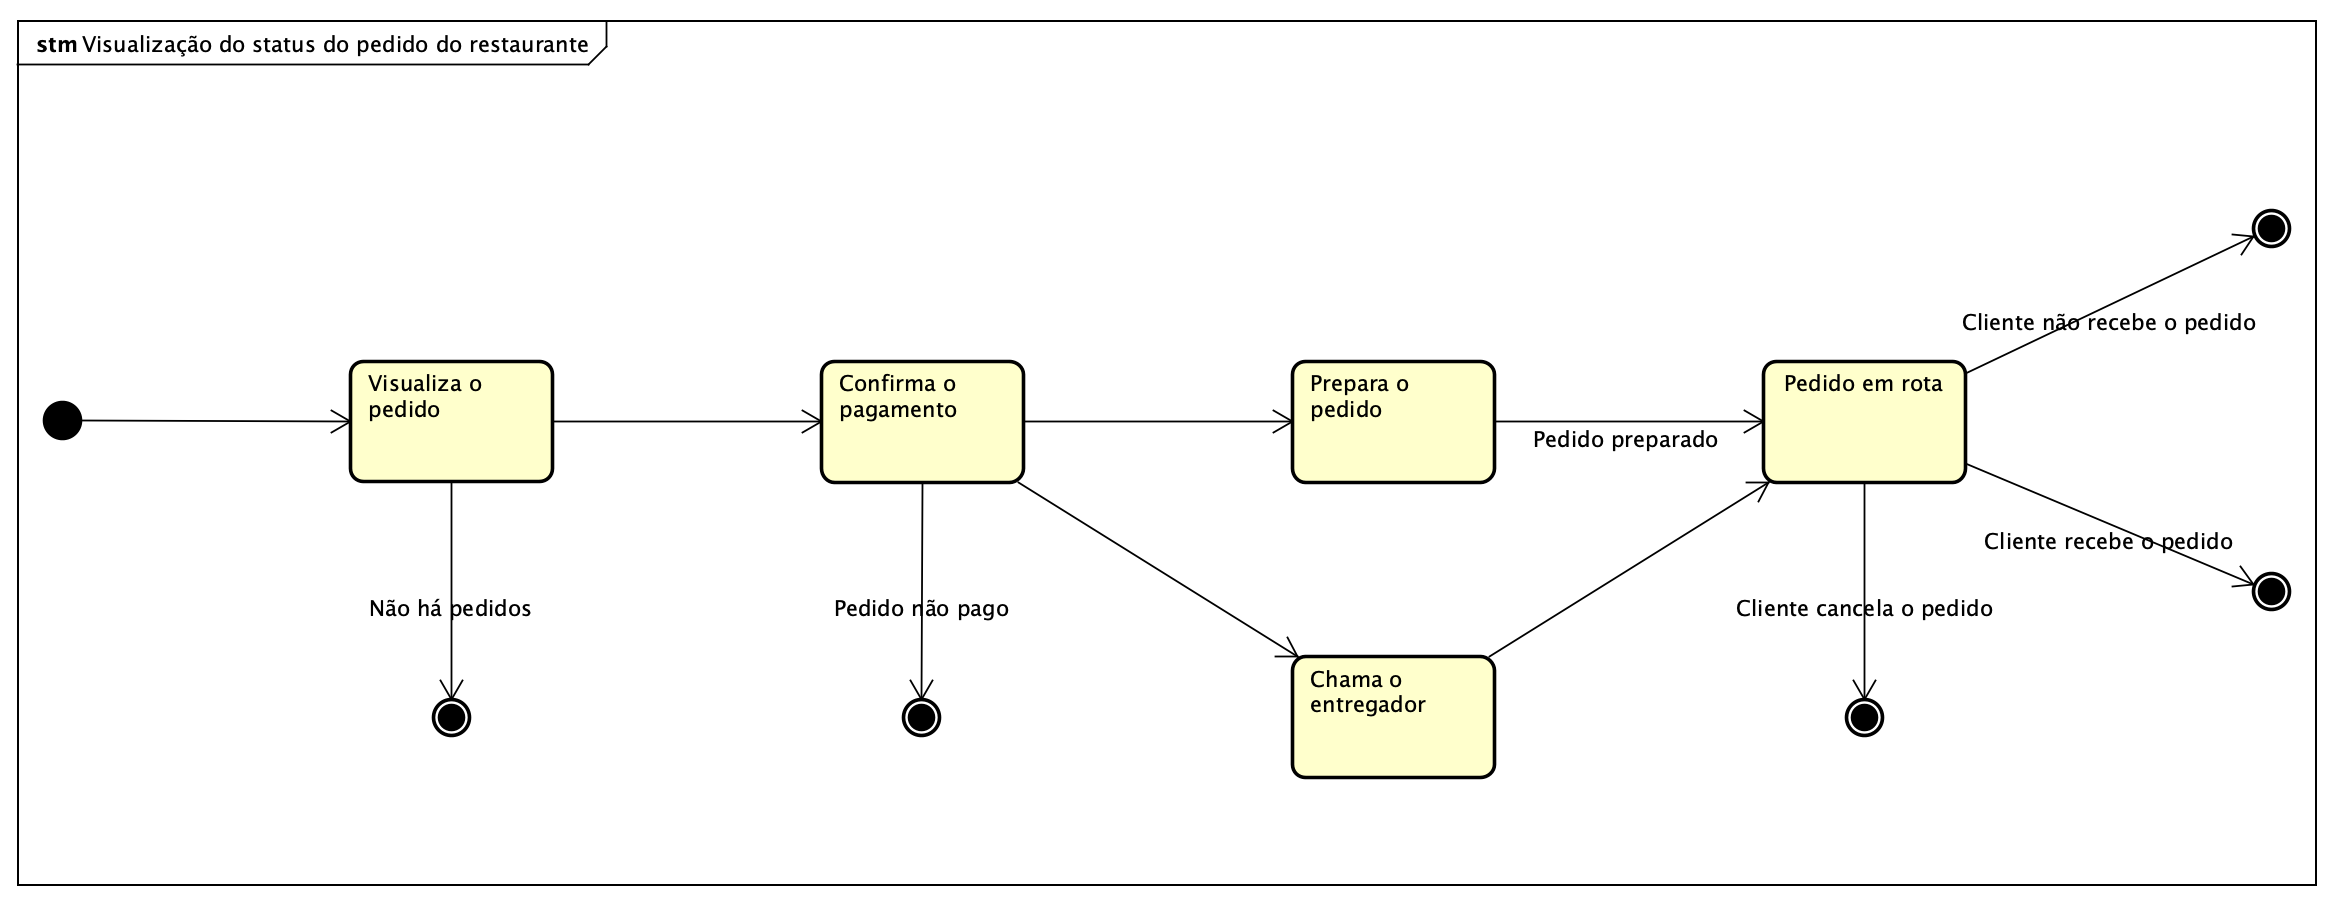 stm Visualização do status do pedido do restaurante
Cliente não recebe o pedido
Visualiza o
pedido
Confirma o
pagamento
Prepara o
pedido
Pedido em rota
Pedido preparado
Cliente recebe o pedido
Não há pedidos
Pedido não pago
Cliente cancela o pedido
Chama o
entregador